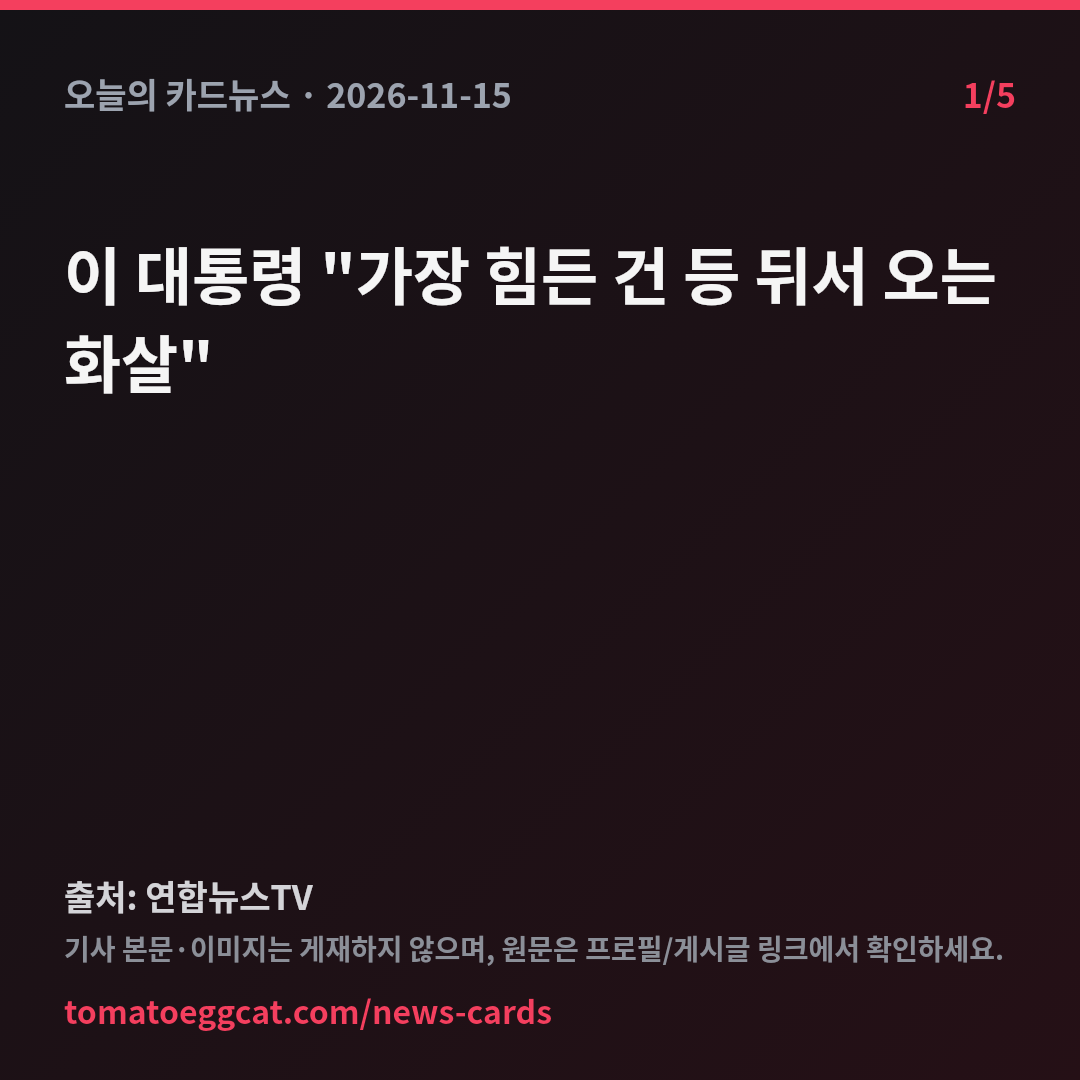 오늘의 카드뉴스 · 2026-11-15
1/5
이 대통령 "가장 힘든 건 등 뒤서 오는
화살"
출처: 연합뉴스TV
기사 본문·이미지는 게재하지 않으며, 원문은 프로필/게시글 링크에서 확인하세요.
tomatoeggcat.com/news-cards